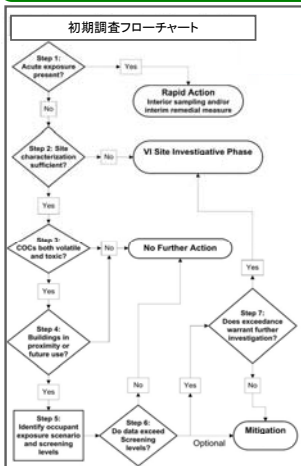 初期調査フローチャート
Step 1:
Acute exposure
present?
Yes
Rapid Action
Interior sampling and/or
interim remedial measure
No
Step 2: Site
characterization
sufficient?
No
VI Site Investigative Phase
Yes
Step 3:
COCs both volatile
and toxic?
No
No Further Action
Yes
Yes
Step 4:
Buildings in
proximity or
future use?
Step 7:
Does exceedance
warrant further
investigation?
No
Yes
No
Yes
Step 5:
Identify occupant
exposure scenario
and screening
levels
Step 6:
Do data exceed
Screening
levels?
Optional
Mitigation